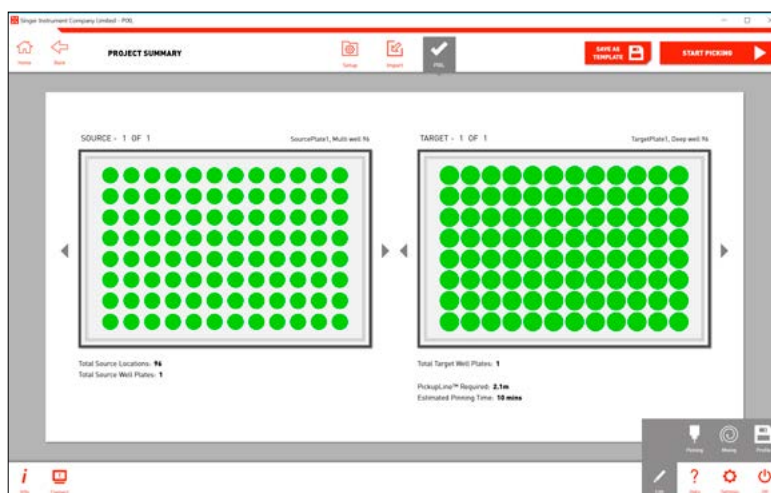 Singer Instrument Company Limited - PIXL
Home
Back
PROJECT SUMMARY
Setup
Import
PIXL
SAVE AS
TEMPLATE
START PICKING
SOURCE - 1 OF 1
SourcePlate1, Multi well 96
TARGET - 1 OF 1
TargetPlate1, Deep well 96
Total Source Locations: 96
Total Source Well Plates: 1
Total Target Well Plates: 1
PickupLine™ Required: 2.1m
Estimated Pinning Time: 10 mins
Pinning
Mixing
Profile
Connect
Help
Options
Off